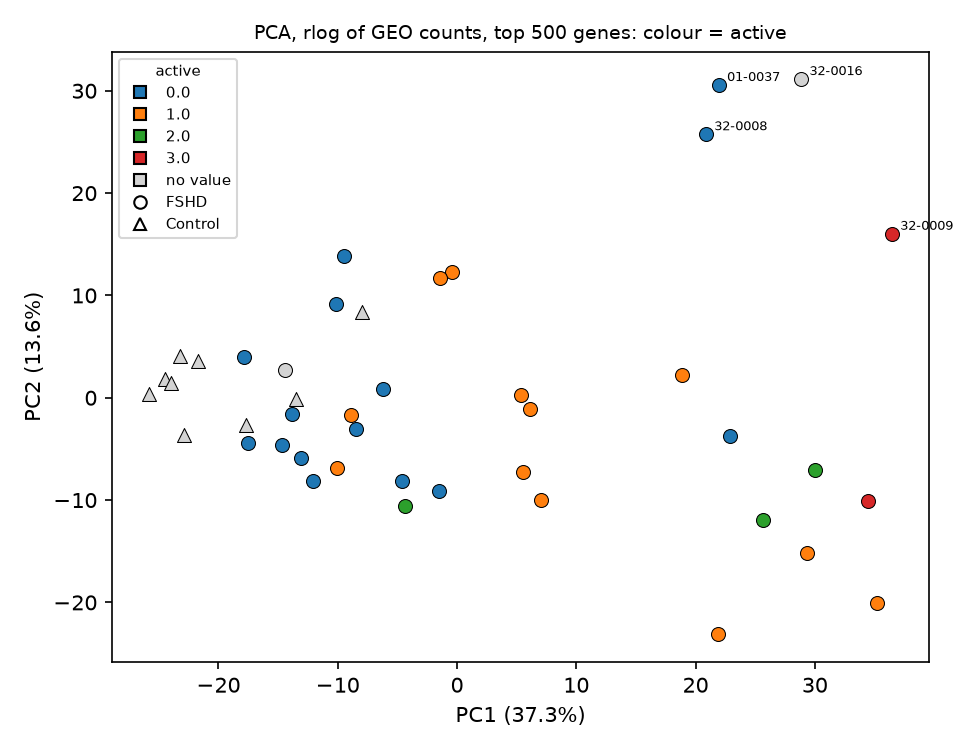 PCA, rlog of GEO counts, top 500 genes: colour = active
active
0.0
1.0
2.0
3.0
no value
FSHD
Control
01-0037
32-0016
32-0008
32-0009
30
20
10
0
−10
−20
PC2 (13.6%)
−20
−10
0
10
20
30
PC1 (37.3%)